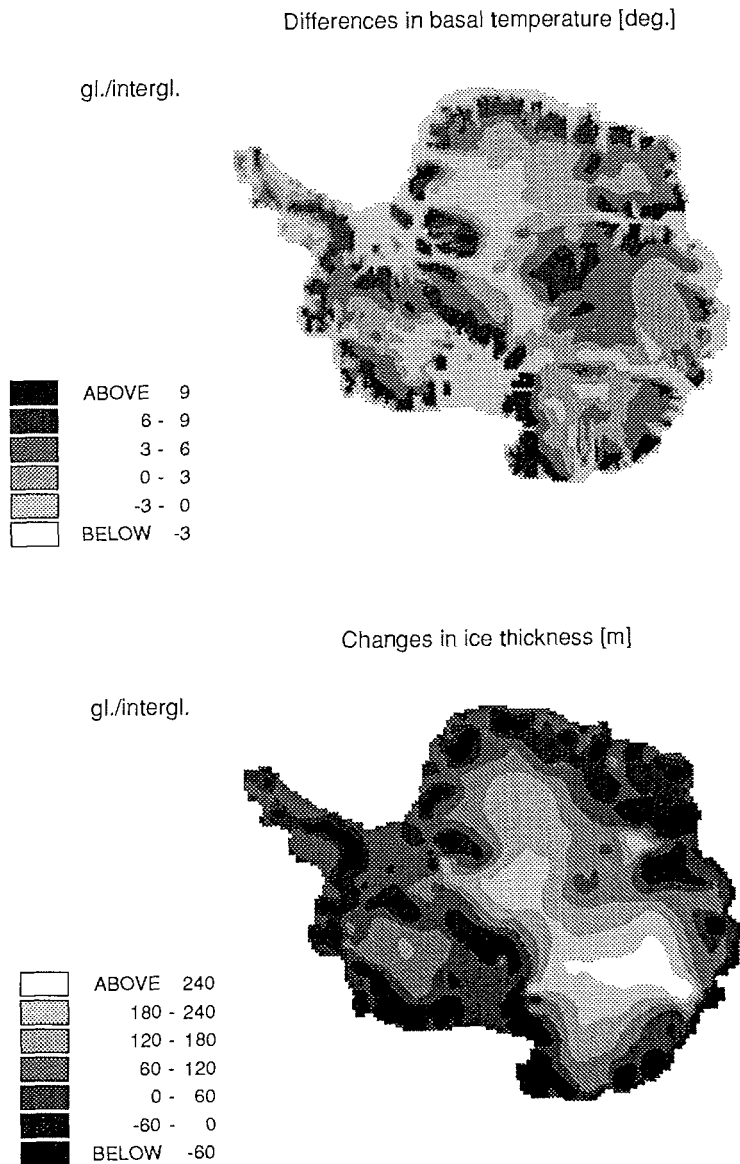 Differences in basal temperature [deg.]
gl./intergl.
ABOVE 9
6 - 9
3 - 6
0 - 3
-3 - 0
BELOW -3
Changes in ice thickness [m]
gl./intergl.
ABOVE 240
180 - 240
120 - 180
60 - 120
0 - 60
-60 - 0
BELOW -60